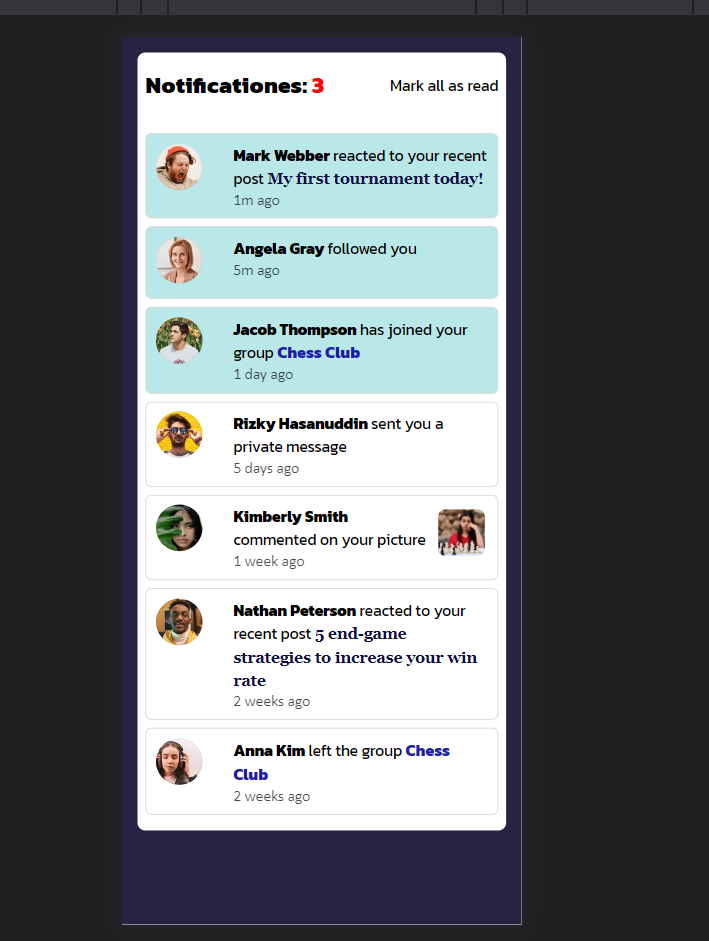 Notificationes: 3
Mark all as read
Mark Webber reacted to your recent
post My first tournament today!
1m ago
Angela Gray followed you
5m ago
Jacob Thompson has joined your
group Chess Club
1 day ago
Rizky Hasanuddin sent you a
private message
5 days ago
Kimberly Smith
commented on your picture
1 week ago
Nathan Peterson reacted to your
recent post 5 end-game
strategies to increase your win
rate
2 weeks ago
Anna Kim left the group Chess
Club
2 weeks ago